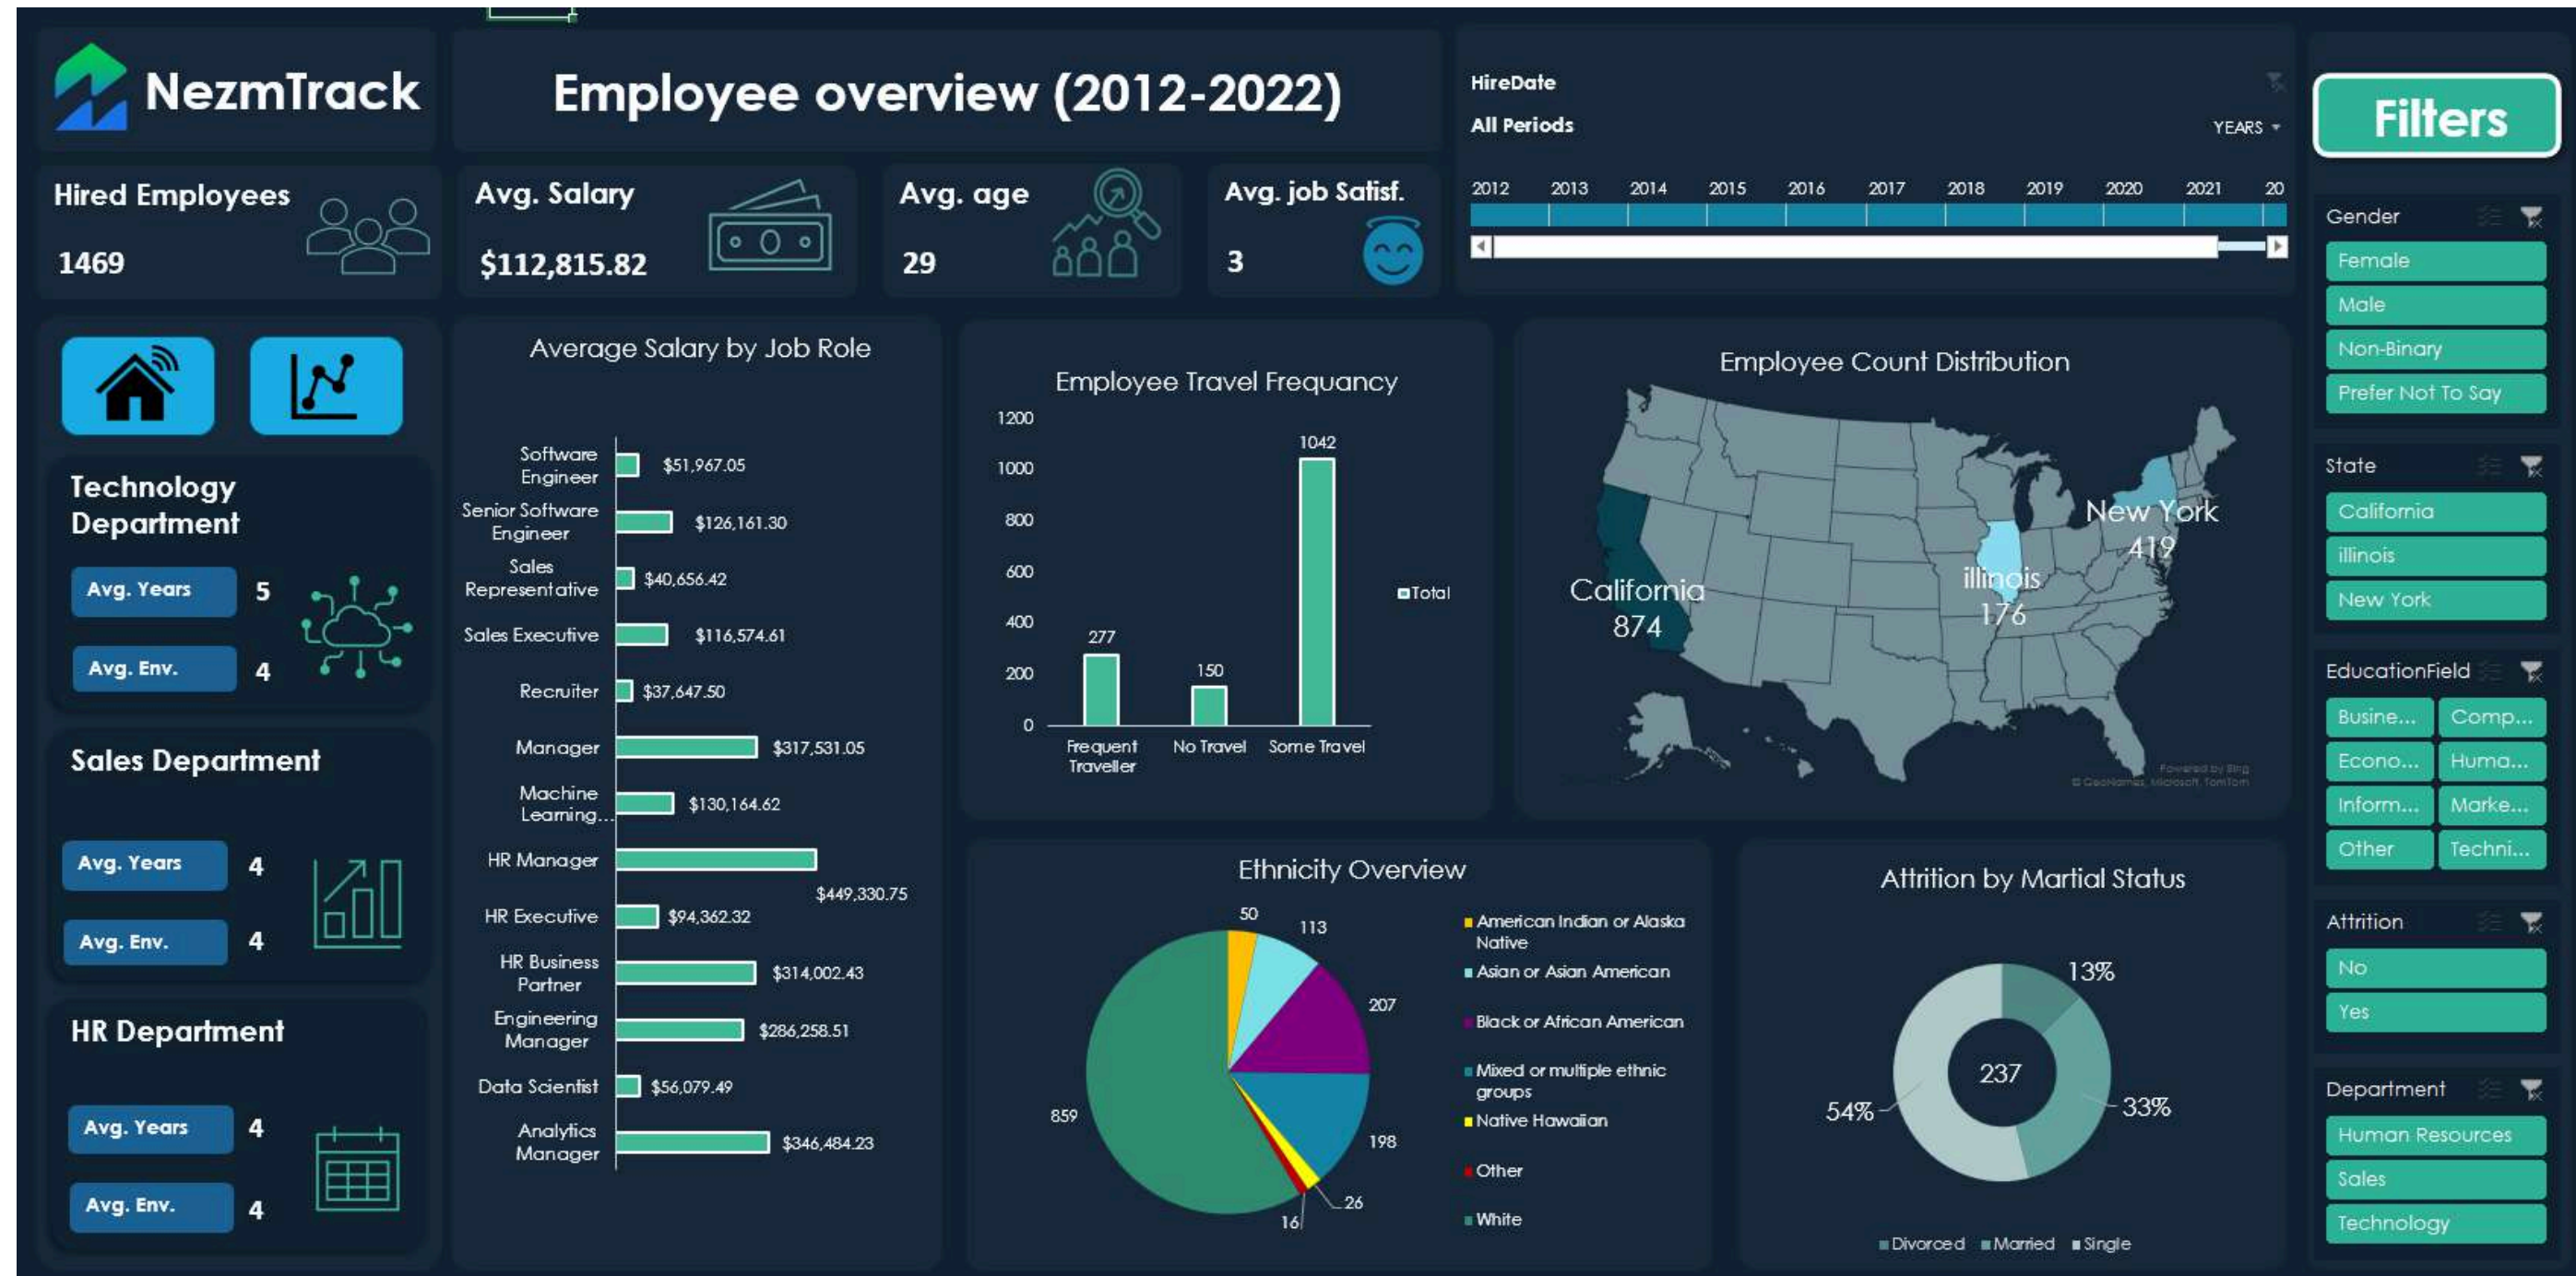 NezmTrack
Employee overview (2012-2022)
HireDate
All Periods
YEARS
2012 2013 2014 2015 2016 2017 2018 2019 2020 2021 20
Filters
Hired Employees
1469
Avg. Salary
$112,815.82
Avg. age
29
Avg. job Satisf.
3
Technology
Department
Avg. Years 5
Avg. Env. 4
Sales Department
Avg. Years 4
Avg. Env. 4
HR Department
Avg. Years 4
Avg. Env. 4
Average Salary by Job Role
Software
Engineer
$51,967.05
Senior Software
Engineer
$126,161.30
Sales
Representative
$40,656.42
Sales Executive
$116,574.61
Recruiter
$37,647.50
Manager
$317,531.05
Machine
Learning...
$130,164.62
HR Manager
$449,330.75
HR Executive
$94,362.32
HR Business
Partner
$314,002.43
Engineering
Manager
$286,258.51
Data Scientist
$56,079.49
Analytics
Manager
$346,484.23
Employee Travel Frequancy
1200
1000
800
600
400
200
0
277
150
1042
Frequent
Traveller
No Travel
Some Travel
Total
Employee Count Distribution
California
874
illinois
176
New York
419
Powered by Bing
© GeoNames, Microsoft, TomTom
Ethnicity Overview
50
113
207
198
26
16
859
American Indian or Alaska
Native
Asian or Asian American
Black or African American
Mixed or multiple ethnic
groups
Native Hawaiian
Other
White
Attrition by Martial Status
13%
33%
54%
237
Divorced Married Single
Gender
Female
Male
Non-Binary
Prefer Not To Say
State
California
illinois
New York
EducationField
Busine... Comp...
Econo... Huma...
Inform... Marke...
Other Techni...
Attrition
No
Yes
Department
Human Resources
Sales
Technology